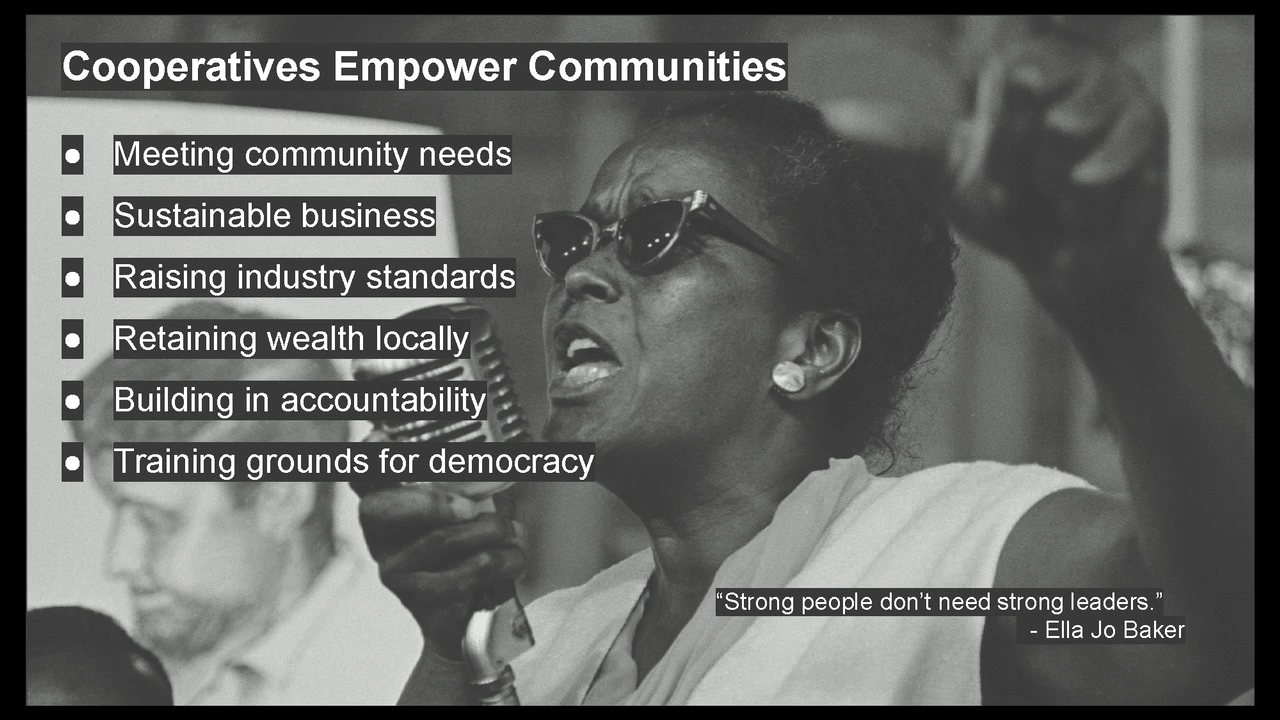 Cooperatives Empower Communities
● Meeting community needs
● Sustainable business
● Raising industry standards
● Retaining wealth locally
● Building in accountability
● Training grounds for democracy
“Strong people don’t need strong leaders.”
- Ella Jo Baker